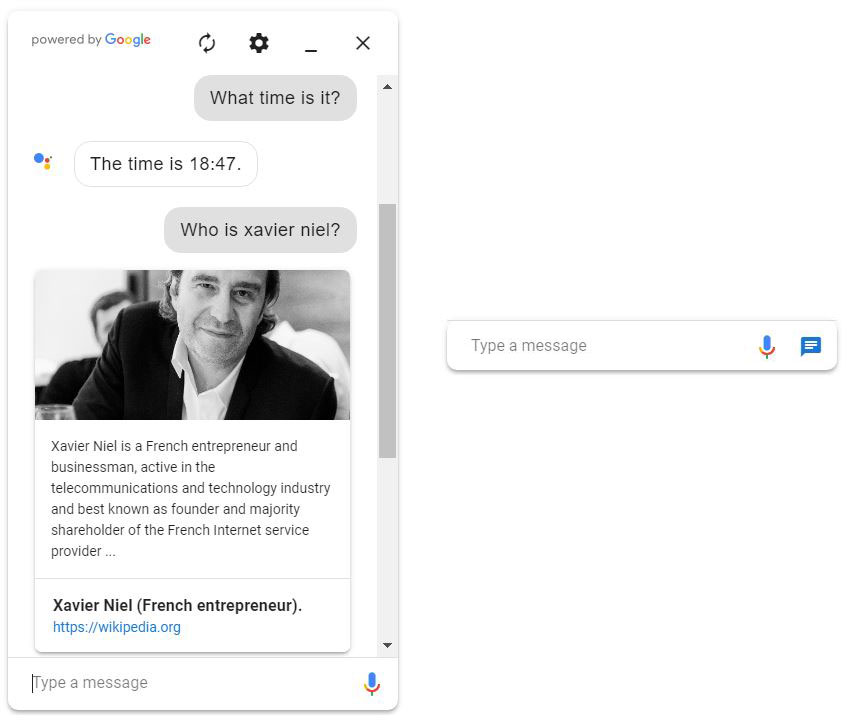 powered by Google
What time is it?
The time is 18:47.
Who is xavier niel?
Xavier Niel is a French entrepreneur and
businessman, active in the
telecommunications and technology industry
and best known as founder and majority
shareholder of the French Internet service
provider ...
Xavier Niel (French entrepreneur).
https://wikipedia.org
Type a message
Type a message